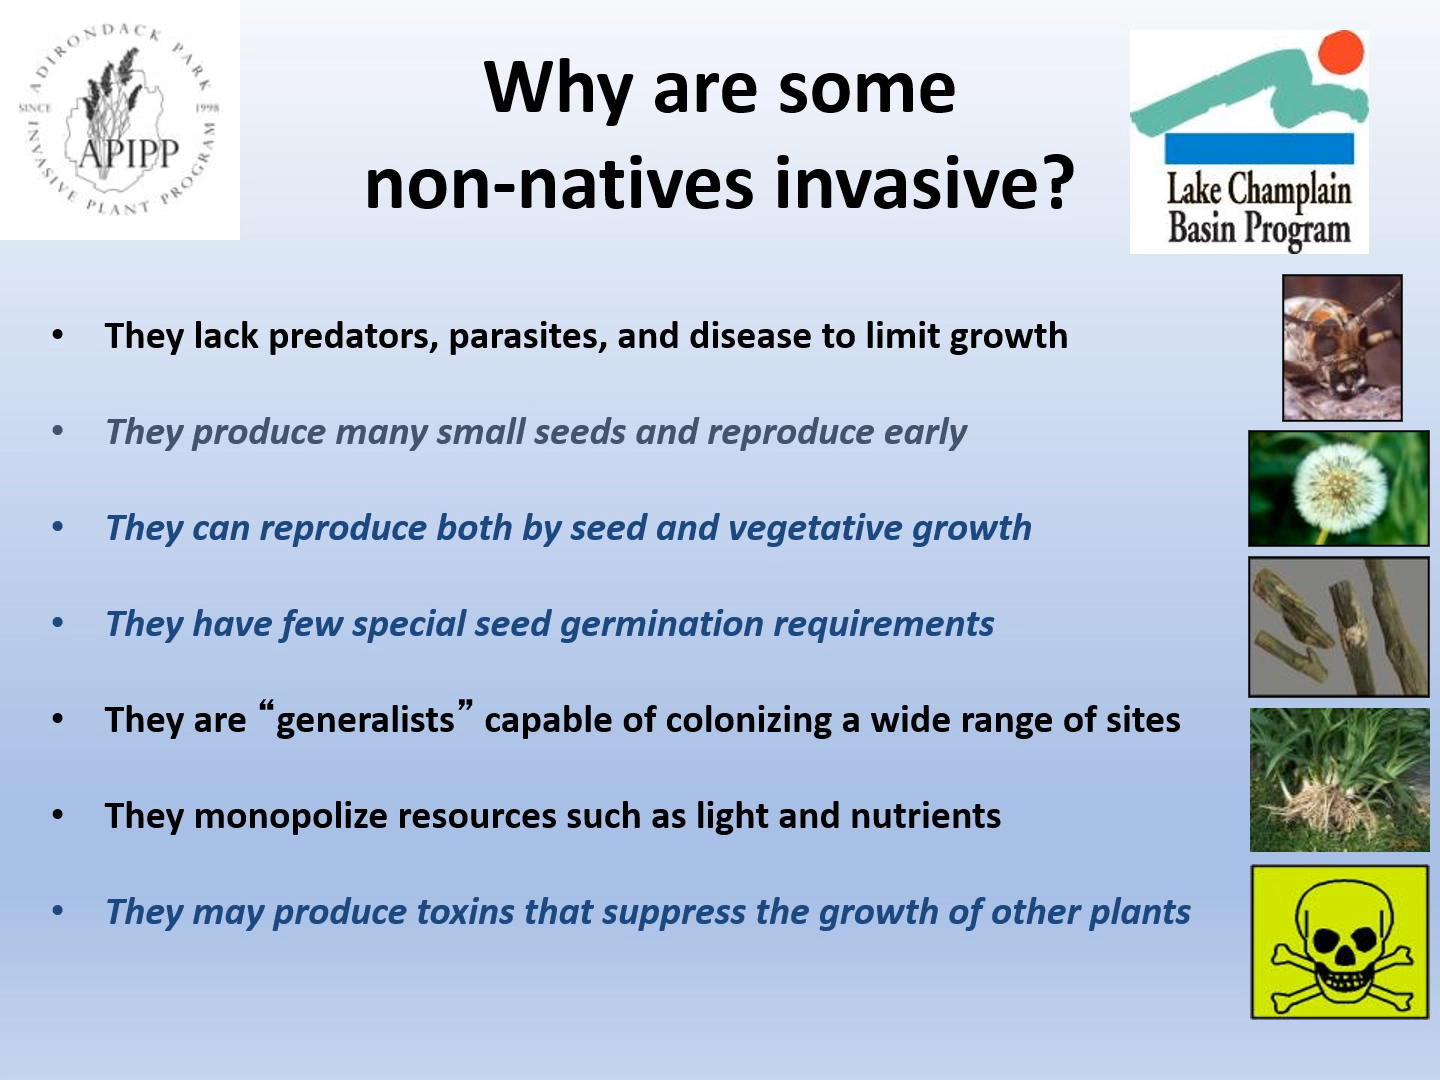 ADIRONDACK PARK INVASIVE PLANT PROGRAM
SINCE 1998
APIPP
Why are some
non-natives invasive?
Lake Champlain
Basin Program
• They lack predators, parasites, and disease to limit growth
• They produce many small seeds and reproduce early
• They can reproduce both by seed and vegetative growth
• They have few special seed germination requirements
• They are “generalists” capable of colonizing a wide range of sites
• They monopolize resources such as light and nutrients
• They may produce toxins that suppress the growth of other plants